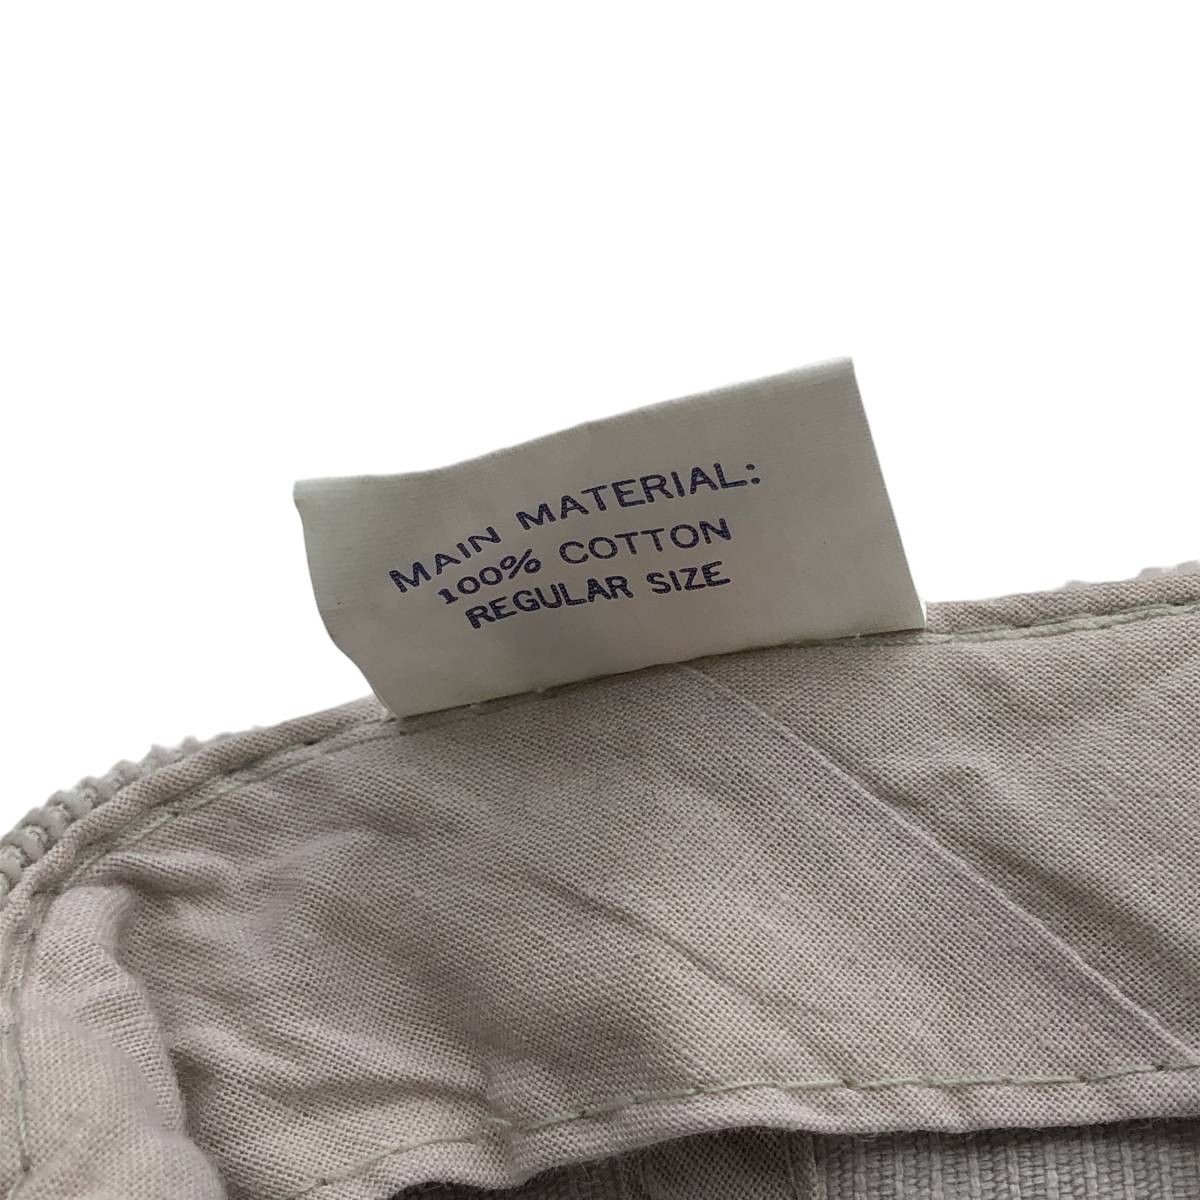 MAIN MATERIAL:
100% COTTON
REGULAR SIZE